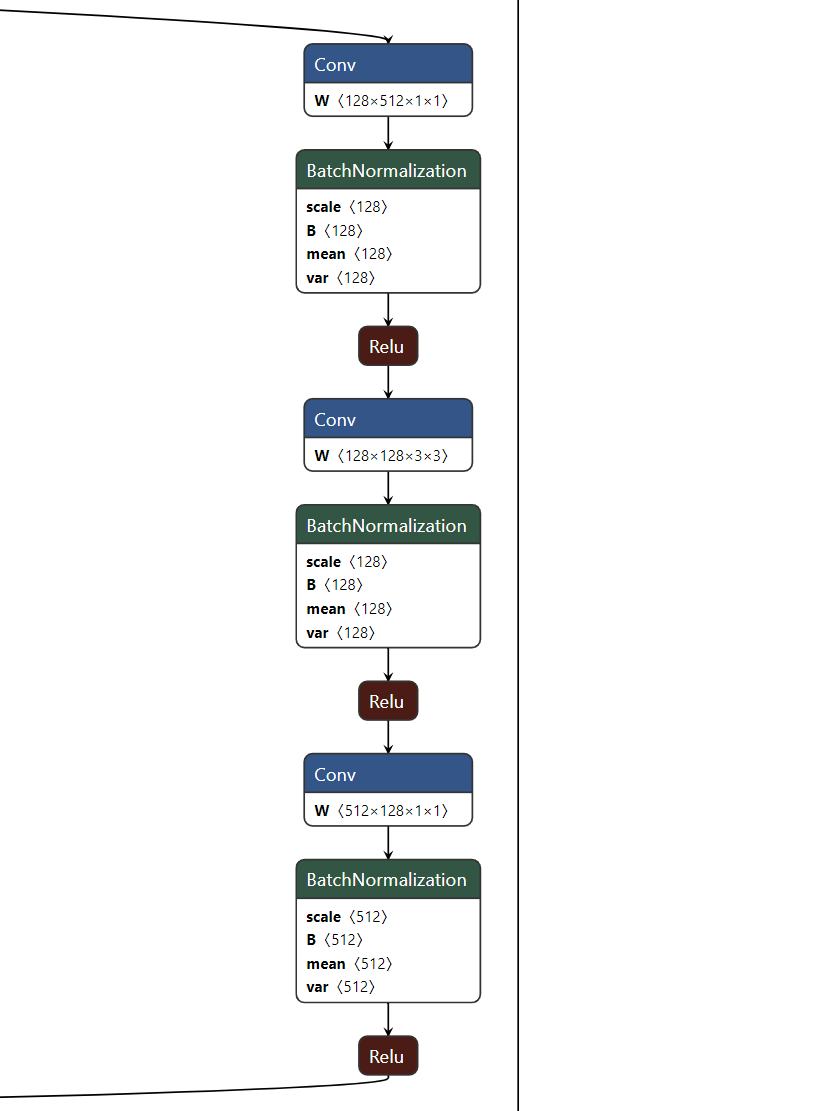 Conv
W 〈128×512×1×1〉
BatchNormalization
scale 〈128〉
B 〈128〉
mean 〈128〉
var 〈128〉
Relu
Conv
W 〈128×128×3×3〉
BatchNormalization
scale 〈128〉
B 〈128〉
mean 〈128〉
var 〈128〉
Relu
Conv
W 〈512×128×1×1〉
BatchNormalization
scale 〈512〉
B 〈512〉
mean 〈512〉
var 〈512〉
Relu